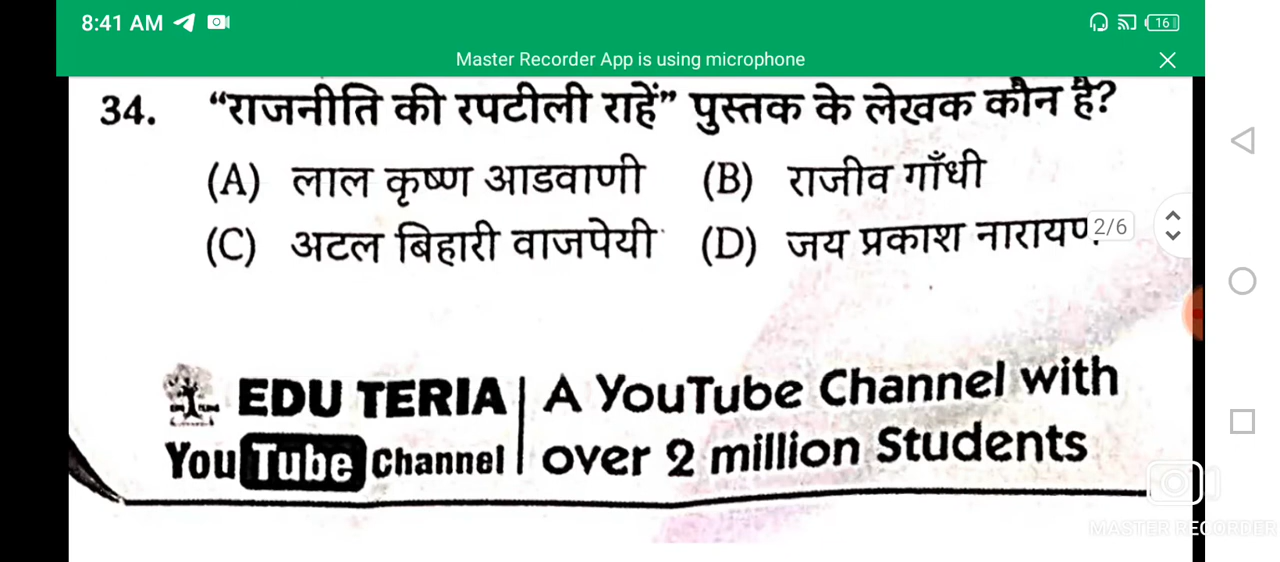 8:41 AM 16
Master Recorder App is using microphone
34. “राजनीति की रपटीली राहें” पुस्तक के लेखक कौन है?
(A) लाल कृष्ण आडवाणी (B) राजीव गाँधी
(C) अटल बिहारी वाजपेयी (D) जय प्रकाश नारायण
2/6
EDU TERIA | A YouTube Channel with
YouTube Channel | over 2 million Students
MASTER RECORDER